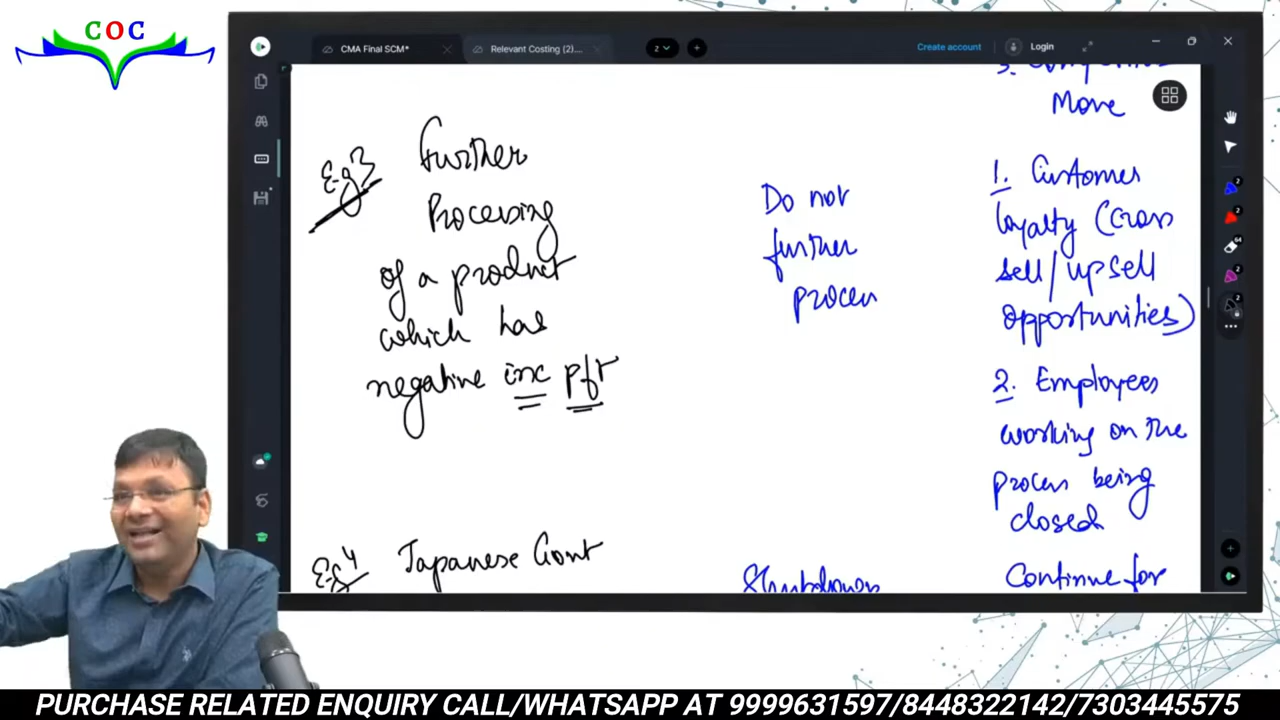 COC
CMA Final SCM*
Relevant Costing (2)....
2
Create account
Login
Move
E.g 3
Further
Processing
of a product
which has
negative inc pft
Do not
further
process
1. Customer
loyalty (cross
sell/upsell
opportunities)
2. Employees
working on the
process being
closed
E.g 4
Japanese Govt
Shutdown
Continue for
PURCHASE RELATED ENQUIRY CALL/WHATSAPP AT 9999631597/8448322142/7303445575